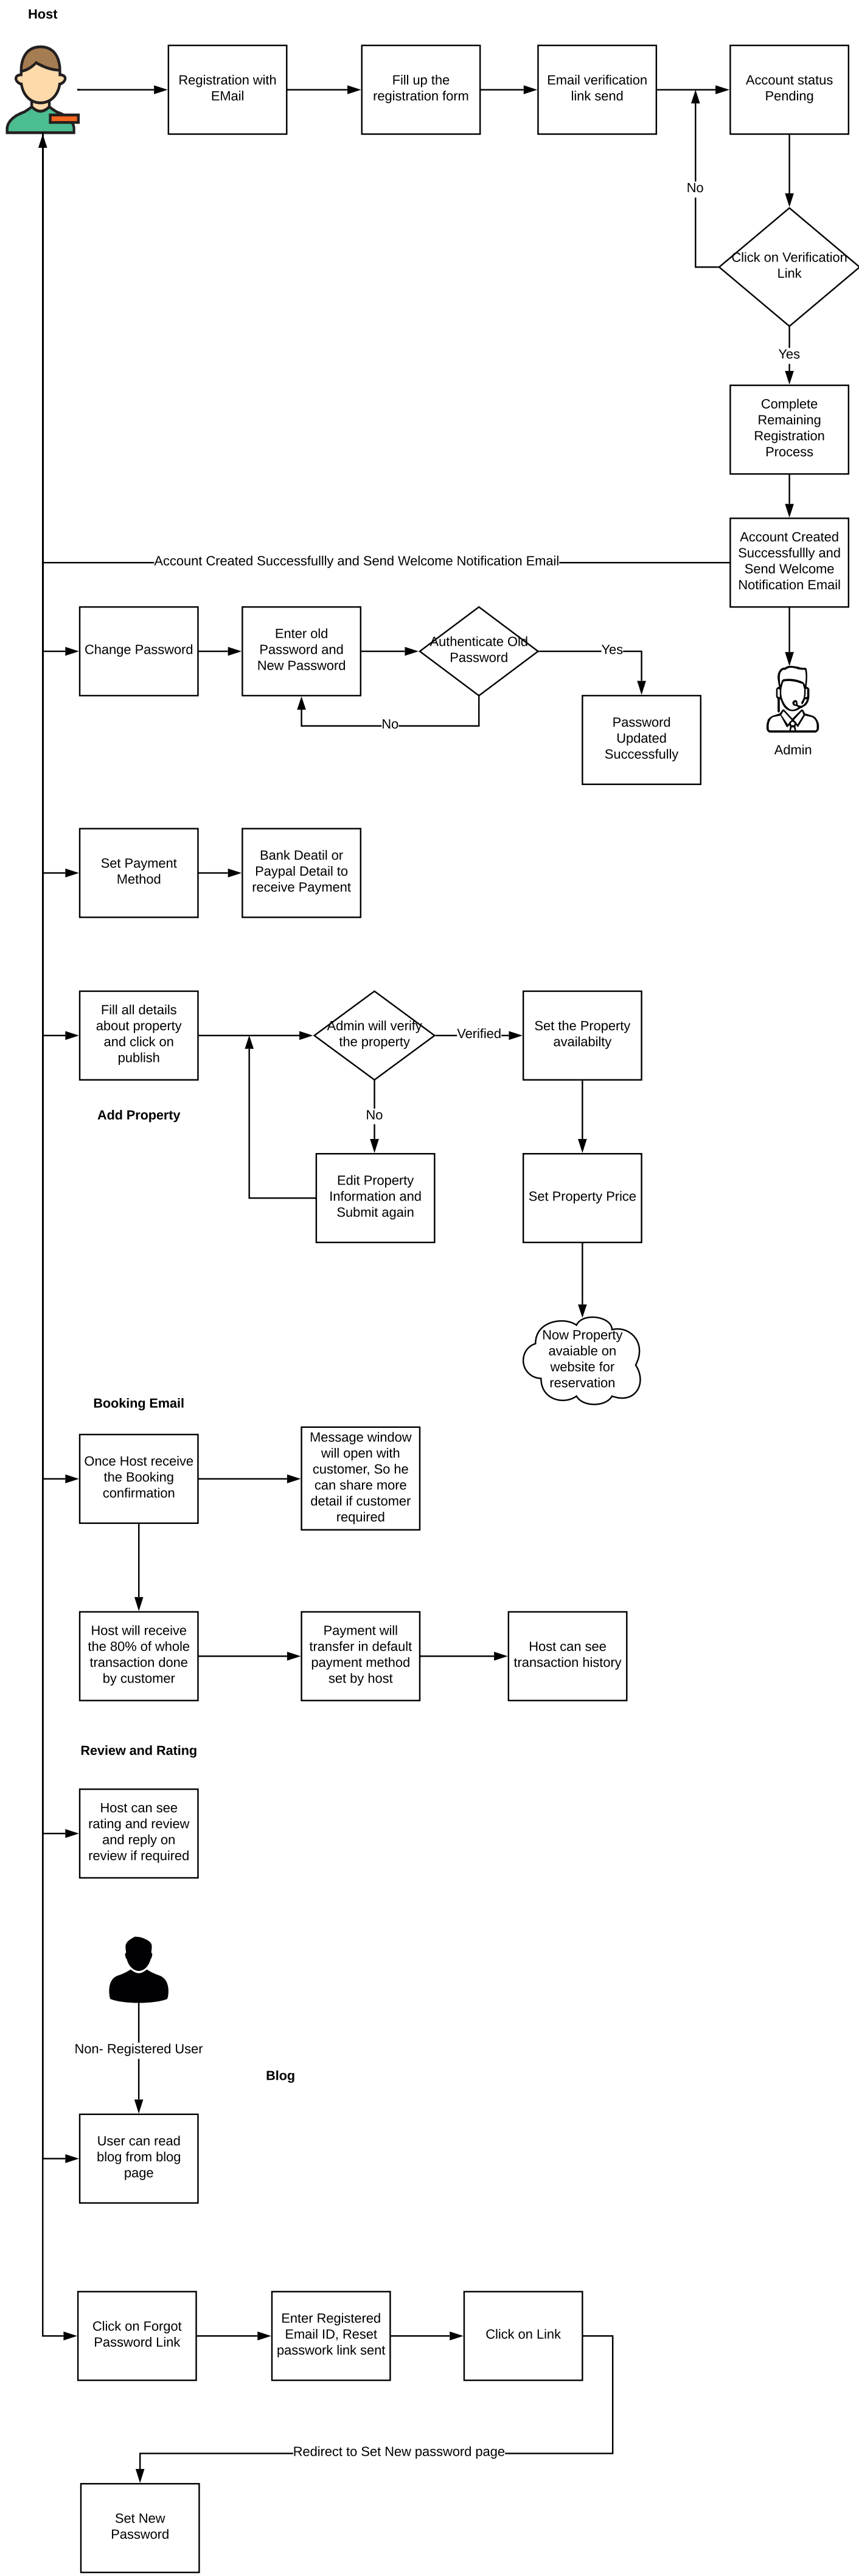 Host
Registration with
EMail
Fill up the
registration form
Email verification
link send
Account status
Pending
No
Click on Verification
Link
Yes
Complete
Remaining
Registration
Process
Account Created
Successfullly and
Send Welcome
Notification Email
Account Created Successfullly and Send Welcome Notification Email
Change Password
Enter old
Password and
New Password
Authenticate Old
Password
Yes
No
Password
Updated
Successfully
Admin
Set Payment
Method
Bank Deatil or
Paypal Detail to
receive Payment
Fill all details
about property
and click on
publish
Admin will verify
the property
Verified
Set the Property
availabilty
Add Property
No
Edit Property
Information and
Submit again
Set Property Price
Now Property
avaiable on
website for
reservation
Booking Email
Once Host receive
the Booking
confirmation
Message window
will open with
customer, So he
can share more
detail if customer
required
Host will receive
the 80% of whole
transaction done
by customer
Payment will
transfer in default
payment method
set by host
Host can see
transaction history
Review and Rating
Host can see
rating and review
and reply on
review if required
Non- Registered User
Blog
User can read
blog from blog
page
Click on Forgot
Password Link
Enter Registered
Email ID, Reset
passwork link sent
Click on Link
Redirect to Set New password page
Set New
Password